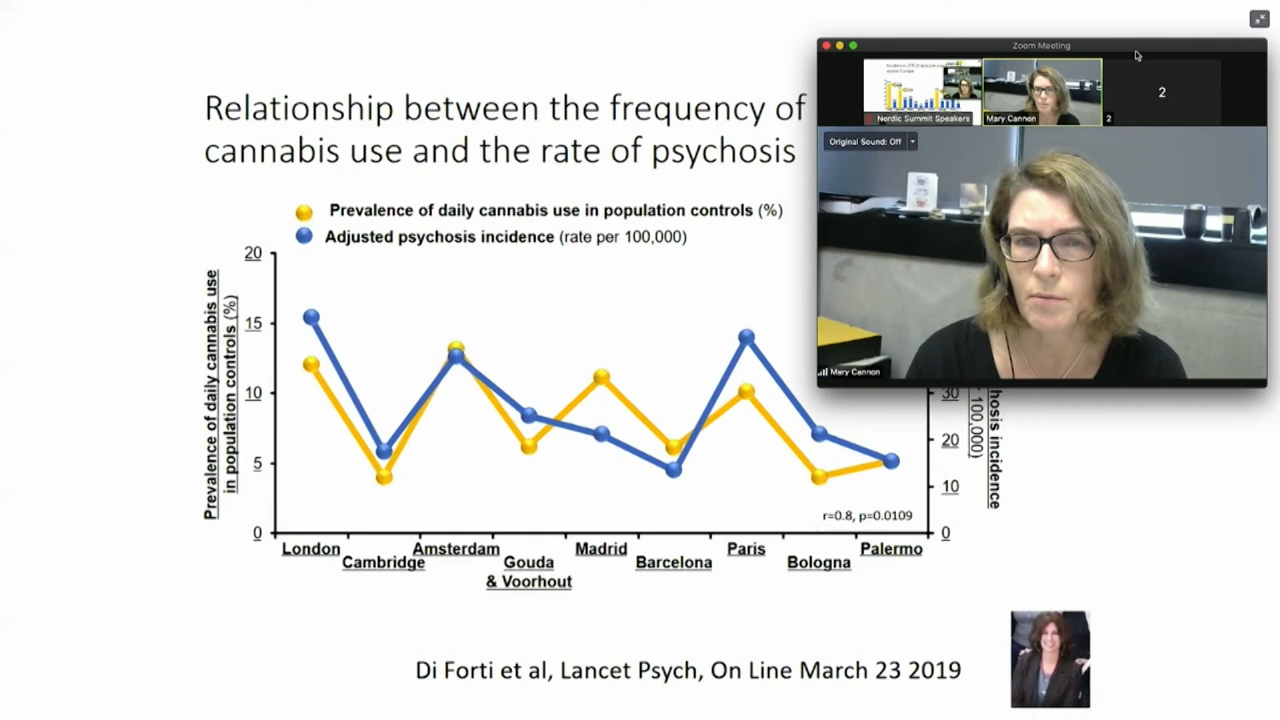 Relationship between the frequency of
cannabis use and the rate of psychosis
Zoom Meeting
Nordic Summit Speakers
Mary Cannon
2
2
Original Sound: Off
Mary Cannon
Prevalence of daily cannabis use in population controls (%)
Adjusted psychosis incidence (rate per 100,000)
Prevalence of daily cannabis use
in population controls (%)
20
15
10
5
0
30
20
10
0
100,000)
incidence
r=0.8, p=0.0109
London
Cambridge
Amsterdam
Gouda
& Voorhout
Madrid
Barcelona
Paris
Bologna
Palermo
Di Forti et al, Lancet Psych, On Line March 23 2019